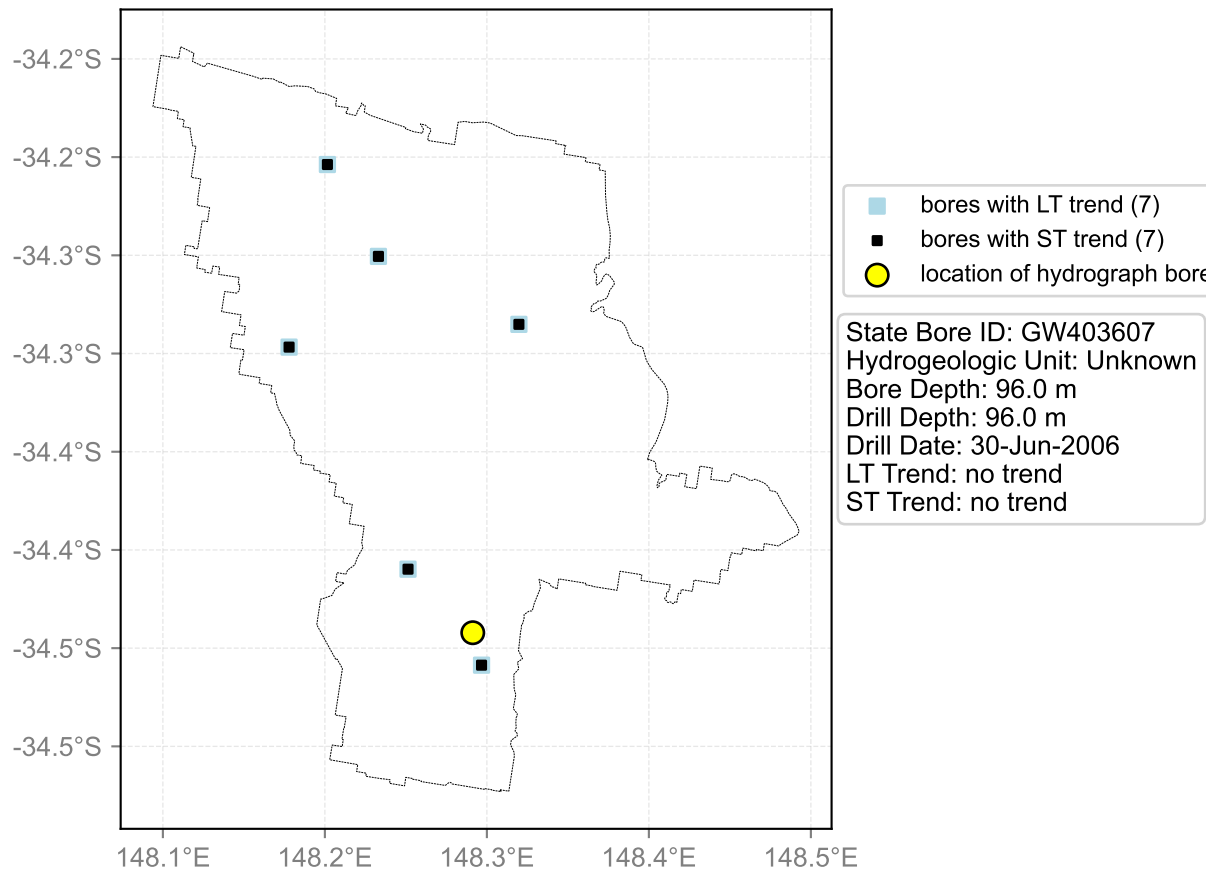 -34.2°S
-34.2°S
-34.3°S
-34.3°S
-34.4°S
-34.4°S
-34.5°S
-34.5°S
148.1°E
148.2°E
148.3°E
148.4°E
148.5°E
bores with LT trend (7)
bores with ST trend (7)
location of hydrograph bore
State Bore ID: GW403607
Hydrogeologic Unit: Unknown
Bore Depth: 96.0 m
Drill Depth: 96.0 m
Drill Date: 30-Jun-2006
LT Trend: no trend
ST Trend: no trend